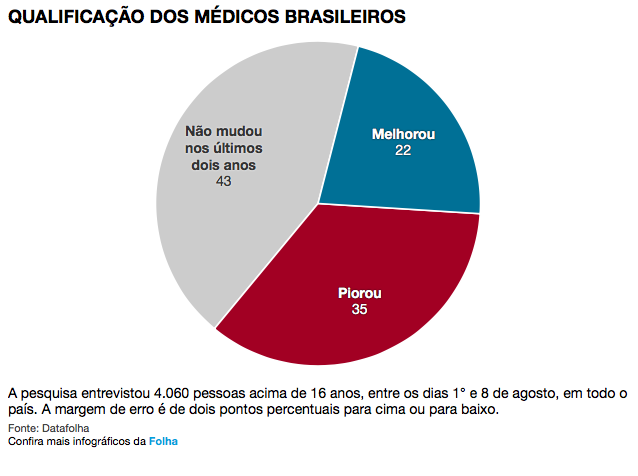 QUALIFICAÇÃO DOS MÉDICOS BRASILEIROS
Não mudou
nos últimos
dois anos
43
Melhorou
22
Piorou
35
A pesquisa entrevistou 4.060 pessoas acima de 16 anos, entre os dias 1° e 8 de agosto, em todo o
país. A margem de erro é de dois pontos percentuais para cima ou para baixo.
Fonte: Datafolha
Confira mais infográficos da Folha